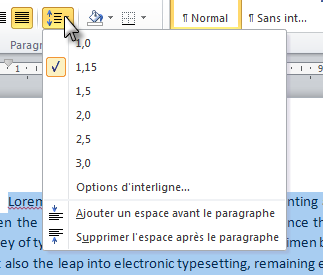 ¶ Normal ¶ Sans int...
Parag
1
1,0
1,15
1,5
2,0
2,5
3,0
Options d'interligne...
Ajouter un espace avant le paragraphe
Supprimer l'espace après le paragraphe
Lorem nting
en the nce th
ey of ty imen b
t also the leap into electronic typesetting, remaining e